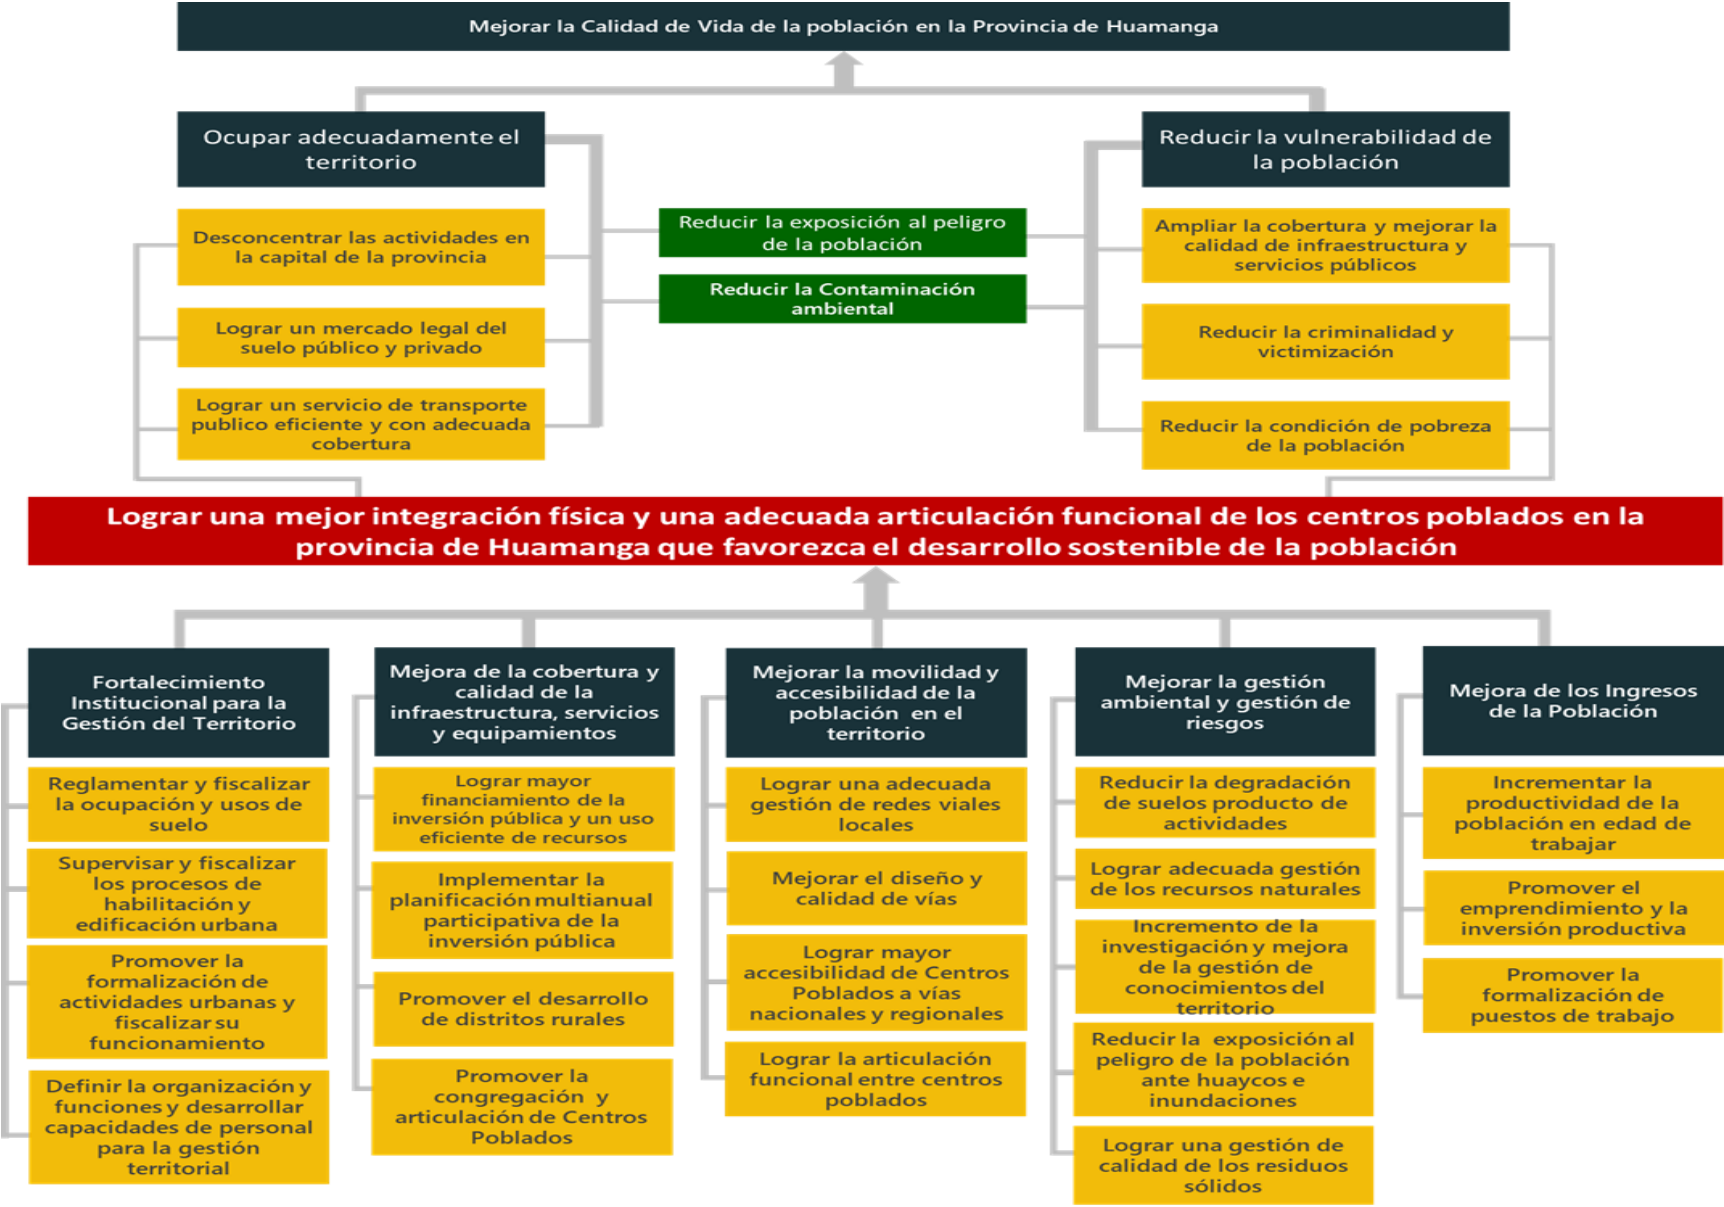 Mejorar la Calidad de Vida de la población en la Provincia de Huamanga
Ocupar adecuadamente el
territorio
Reducir la vulnerabilidad de
la población
Desconcentrar las actividades en
la capital de la provincia
Lograr un mercado legal del
suelo público y privado
Lograr un servicio de transporte
publico eficiente y con adecuada
cobertura
Reducir la exposición al peligro
de la población
Reducir la Contaminación
ambiental
Ampliar la cobertura y mejorar la
calidad de infraestructura y
servicios públicos
Reducir la criminalidad y
victimización
Reducir la condición de pobreza
de la población
Lograr una mejor integración física y una adecuada articulación funcional de los centros poblados en la
provincia de Huamanga que favorezca el desarrollo sostenible de la población
Fortalecimiento
Institucional para la
Gestión del Territorio
Reglamentar y fiscalizar
la ocupación y usos de
suelo
Supervisar y fiscalizar
los procesos de
habilitación y
edificación urbana
Promover la
formalización de
actividades urbanas y
fiscalizar su
funcionamiento
Definir la organización y
funciones y desarrollar
capacidades de personal
para la gestión
territorial
Mejora de la cobertura y
calidad de la
infraestructura, servicios
y equipamientos
Lograr mayor
financiamiento de la
inversión pública y un uso
eficiente de recursos
Implementar la
planificación multianual
participativa de la
inversión pública
Promover el desarrollo
de distritos rurales
Promover la
congregación y
articulación de Centros
Poblados
Mejorar la movilidad y
accesibilidad de la
población en el
territorio
Lograr una adecuada
gestión de redes viales
locales
Mejorar el diseño y
calidad de vías
Lograr mayor
accesibilidad de Centros
Poblados a vías
nacionales y regionales
Lograr la articulación
funcional entre centros
poblados
Mejorar la gestión
ambiental y gestión de
riesgos
Reducir la degradación
de suelos producto de
actividades
Lograr adecuada gestión
de los recursos naturales
Incremento de la
investigación y mejora
de la gestión de
conocimientos del
territorio
Reducir la exposición al
peligro de la población
ante huaycos e
inundaciones
Lograr una gestión de
calidad de los residuos
sólidos
Mejora de los Ingresos
de la Población
Incrementar la
productividad de la
población en edad de
trabajar
Promover el
emprendimiento y la
inversión productiva
Promover la
formalización de
puestos de trabajo